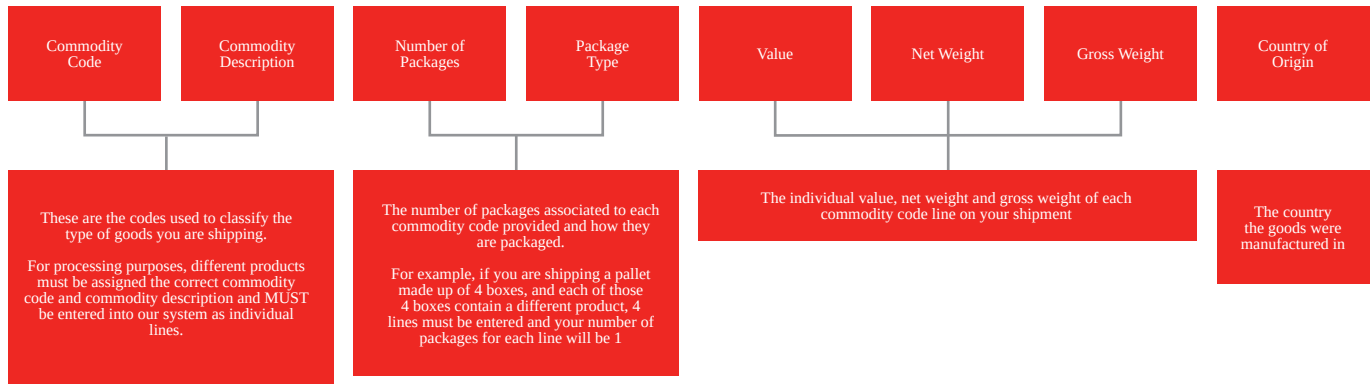 Commodity
Code
Commodity
Description
Number of
Packages
Package
Type
Value
Net Weight
Gross Weight
Country of
Origin
These are the codes used to classify the
type of goods you are shipping.
For processing purposes, different products
must be assigned the correct commodity
code and commodity description and MUST
be entered into our system as individual
lines.
The number of packages associated to each
commodity code provided and how they
are packaged.
For example, if you are shipping a pallet
made up of 4 boxes, and each of those
4 boxes contain a different product, 4
lines must be entered and your number of
packages for each line will be 1
The individual value, net weight and gross weight of each
commodity code line on your shipment
The country
the goods were
manufactured in